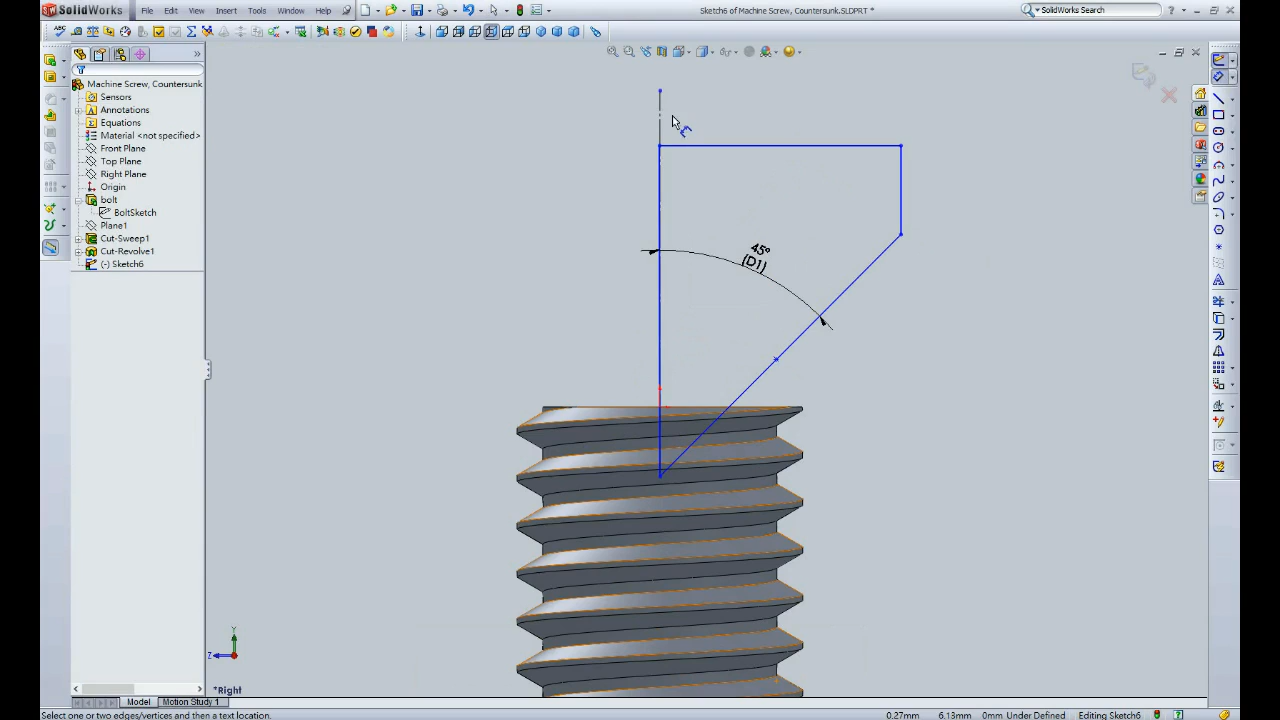 SolidWorks
File
Edit
View
Insert
Tools
Window
Help
Sketch6 of Machine Screw, Countersunk.SLDPRT *
SolidWorks Search
Machine Screw, Countersunk
Sensors
Annotations
Equations
Material <not specified>
Front Plane
Top Plane
Right Plane
Origin
bolt
BoltSketch
Plane1
Cut-Sweep1
Cut-Revolve1
(-) Sketch6
45°
(D1)
Y
Z
*Right
Model
Motion Study 1
Select one or two edges/vertices and then a text location.
0.27mm
6.13mm
0mm
Under Defined
Editing Sketch6